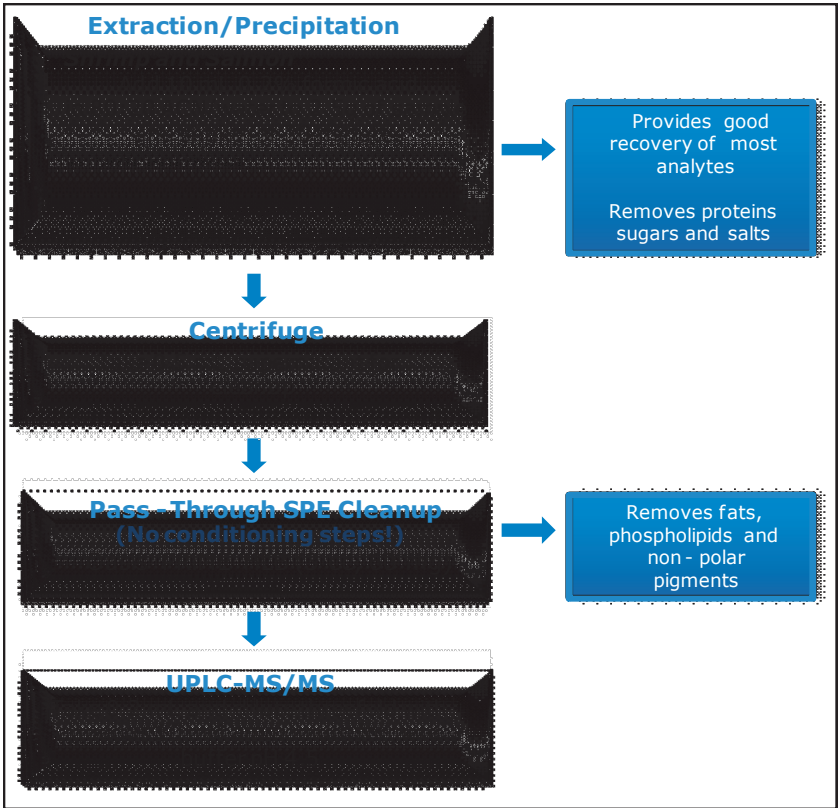 Extraction/Precipitation
Provides good
recovery of most
analytes
Removes proteins
sugars and salts
Centrifuge
Pass-Through SPE Cleanup
(No conditioning steps!)
Removes fats,
phospholipids and
non-polar
pigments
UPLC-MS/MS